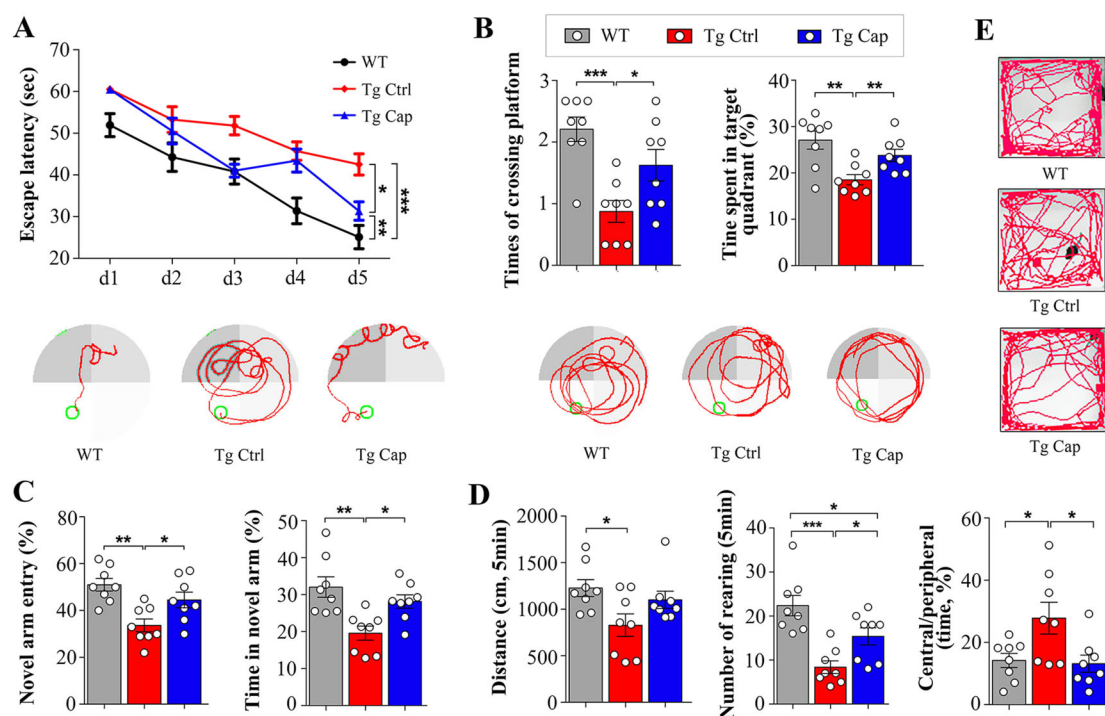 A
Escape latency (sec)
70
60
50
40
30
20
d1 d2 d3 d4 d5
WT
Tg Ctrl
Tg Cap
*
**
***
WT Tg Ctrl Tg Cap
B
WT Tg Ctrl Tg Cap
Times of crossing platform
3
2
1
0
*** *
Tine spent in target
quadrant (%)
40
30
20
10
0
** **
WT Tg Ctrl Tg Cap
E
WT
Tg Ctrl
Tg Cap
C
Novel arm entry (%)
80
60
40
20
0
** *
Time in novel arm (%)
50
40
30
20
10
0
** *
D
Distance (cm, 5min)
2000
1500
1000
500
0
*
Number of rearing (5min)
40
30
20
10
0
*
*** *
Central/peripheral
(time, %)
60
40
20
0
* *